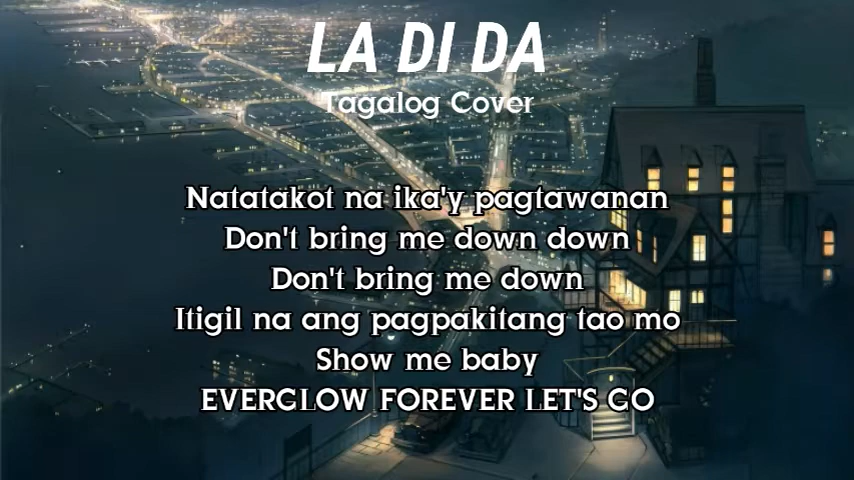 LA DI DA
Tagalog Cover
Natatakot na ika'y pagtawanan
Don't bring me down down
Don't bring me down
Itigil na ang pagpakitang tao mo
Show me baby
EVERGLOW FOREVER LET'S GO